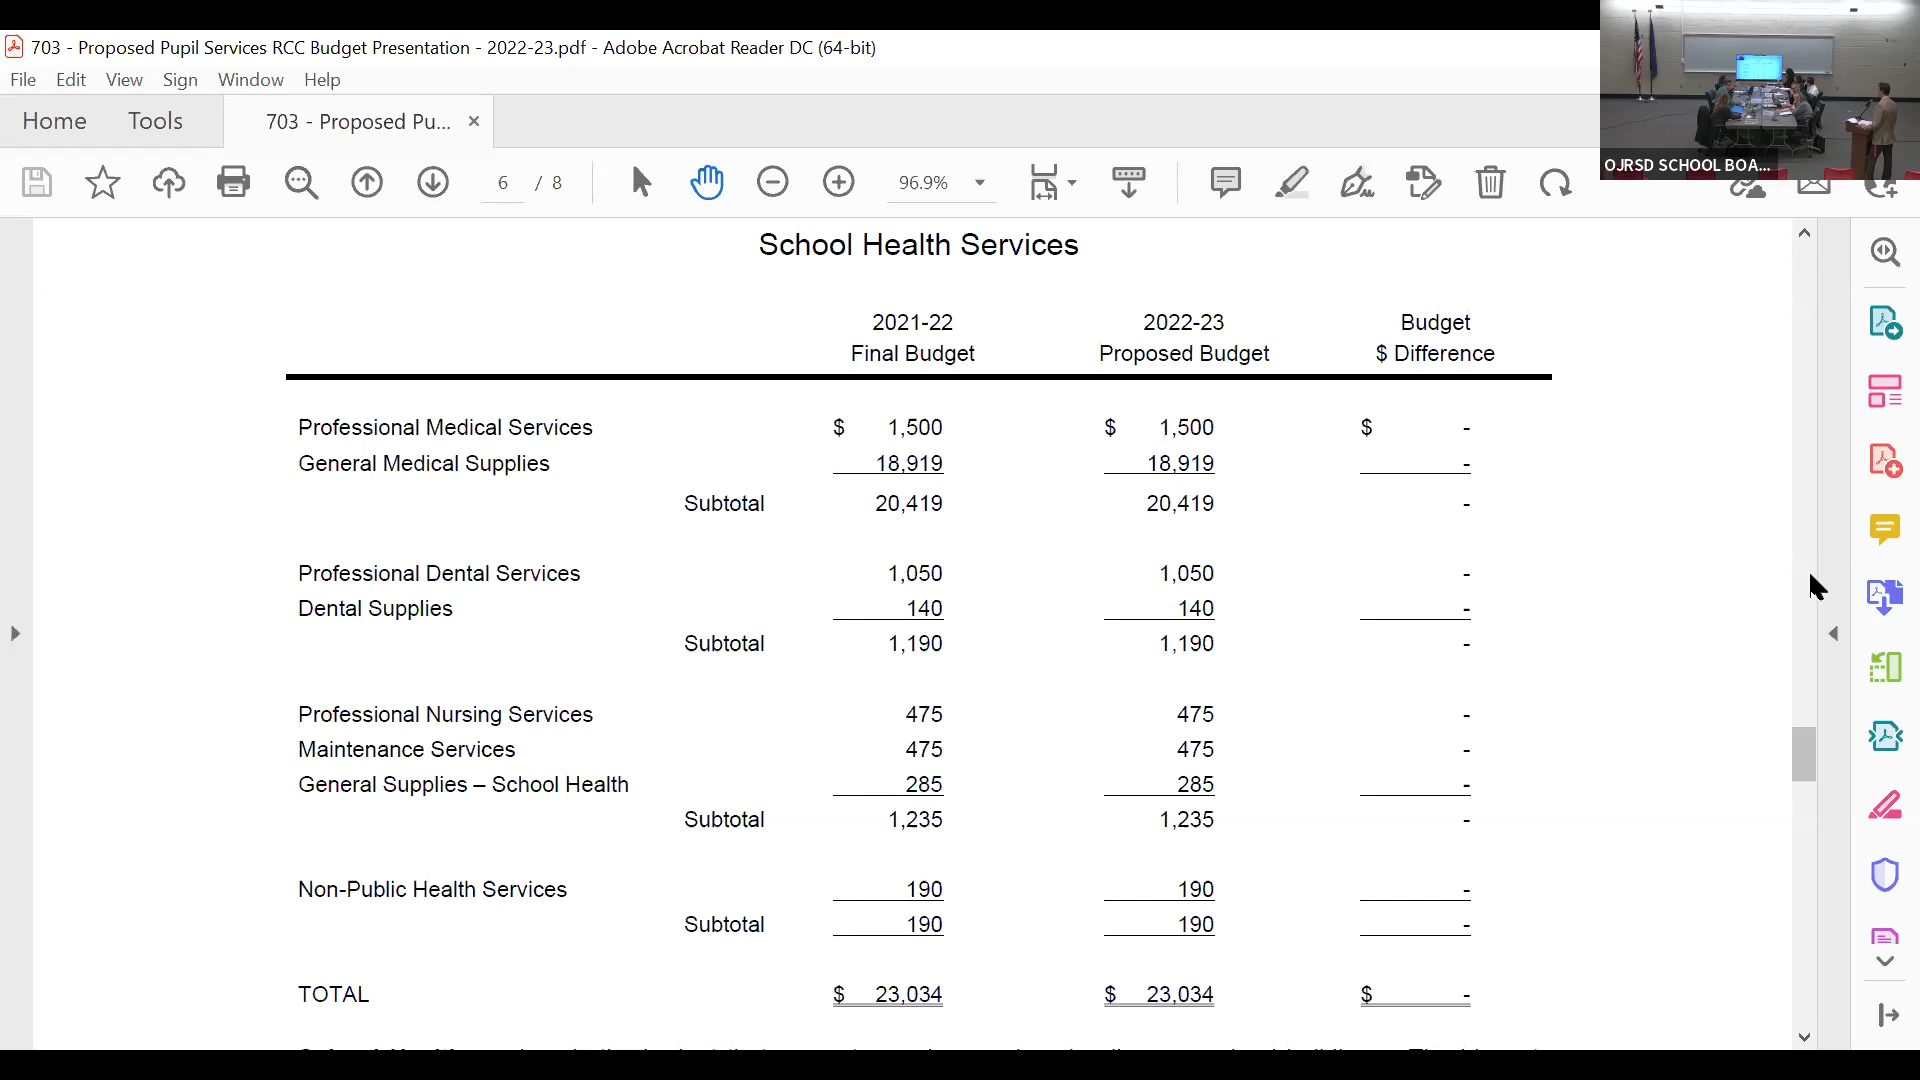 703 - Proposed Pupil Services RCC Budget Presentation - 2022-23.pdf - Adobe Acrobat Reader DC (64-bit)
File Edit View Sign Window Help
Home Tools 703 - Proposed Pu... ×
6 / 8 96.9%
OJRSD SCHOOL BOA...
School Health Services
2021-22 2022-23 Budget
Final Budget Proposed Budget $ Difference
Professional Medical Services $ 1,500 $ 1,500 $ -
General Medical Supplies 18,919 18,919 -
Subtotal 20,419 20,419 -
Professional Dental Services 1,050 1,050 -
Dental Supplies 140 140 -
Subtotal 1,190 1,190 -
Professional Nursing Services 475 475 -
Maintenance Services 475 475 -
General Supplies – School Health 285 285 -
Subtotal 1,235 1,235 -
Non-Public Health Services 190 190 -
Subtotal 190 190 -
TOTAL $ 23,034 $ 23,034 $ -